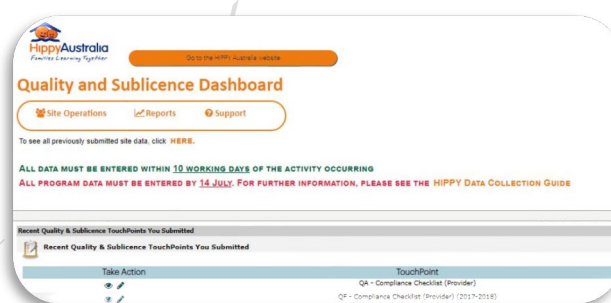 HippyAustralia
Families Learning Together
Go to the HIPPY Australia website
Quality and Sublicence Dashboard
Site Operations Reports Support
To see all previously submitted site data, click HERE.
ALL DATA MUST BE ENTERED WITHIN 10 WORKING DAYS OF THE ACTIVITY OCCURRING
ALL PROGRAM DATA MUST BE ENTERED BY 14 JULY. FOR FURTHER INFORMATION, PLEASE SEE THE HIPPY DATA COLLECTION GUIDE
Recent Quality & Sublicence TouchPoints You Submitted
Recent Quality & Sublicence TouchPoints You Submitted
Take Action TouchPoint
QA - Compliance Checklist (Provider)
QF - Compliance Checklist (Provider) (2017-2018)